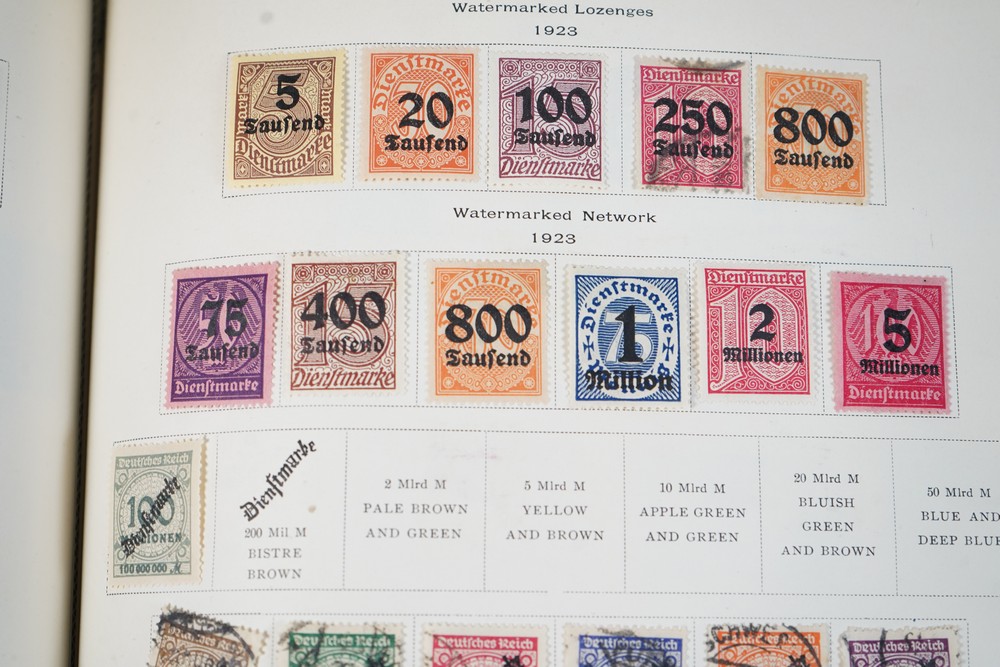 Watermarked Lozenges
1923
5
Tausend
Dienstmarke
Dienstmarke
20
Tausend
100
Tausend
Dienstmarke
Dienstmarke
250
Tausend
Dienstmarke
800
Tausend
Watermarked Network
1923
75
Tausend
Dienstmarke
400
Tausend
Dienstmarke
Dienstmarke
800
Tausend
Dienstmarke
75
1
Million
Dienstmarke
10
2
Millionen
5
Millionen
Dienstmarke
Deutsches Reich
100
Dienstmarke
MILLIONEN
100 000 000 M
Dienstmarke
200 Mil M
BISTRE
BROWN
2 Mlrd M
PALE BROWN
AND GREEN
5 Mlrd M
YELLOW
AND BROWN
10 Mlrd M
APPLE GREEN
AND GREEN
20 Mlrd M
BLUISH
GREEN
AND BROWN
50 Mlrd M
BLUE AND
DEEP BLUE
Deutsches Reich
Deutsches Reich
Deutsches Reich
Deutsches Reich